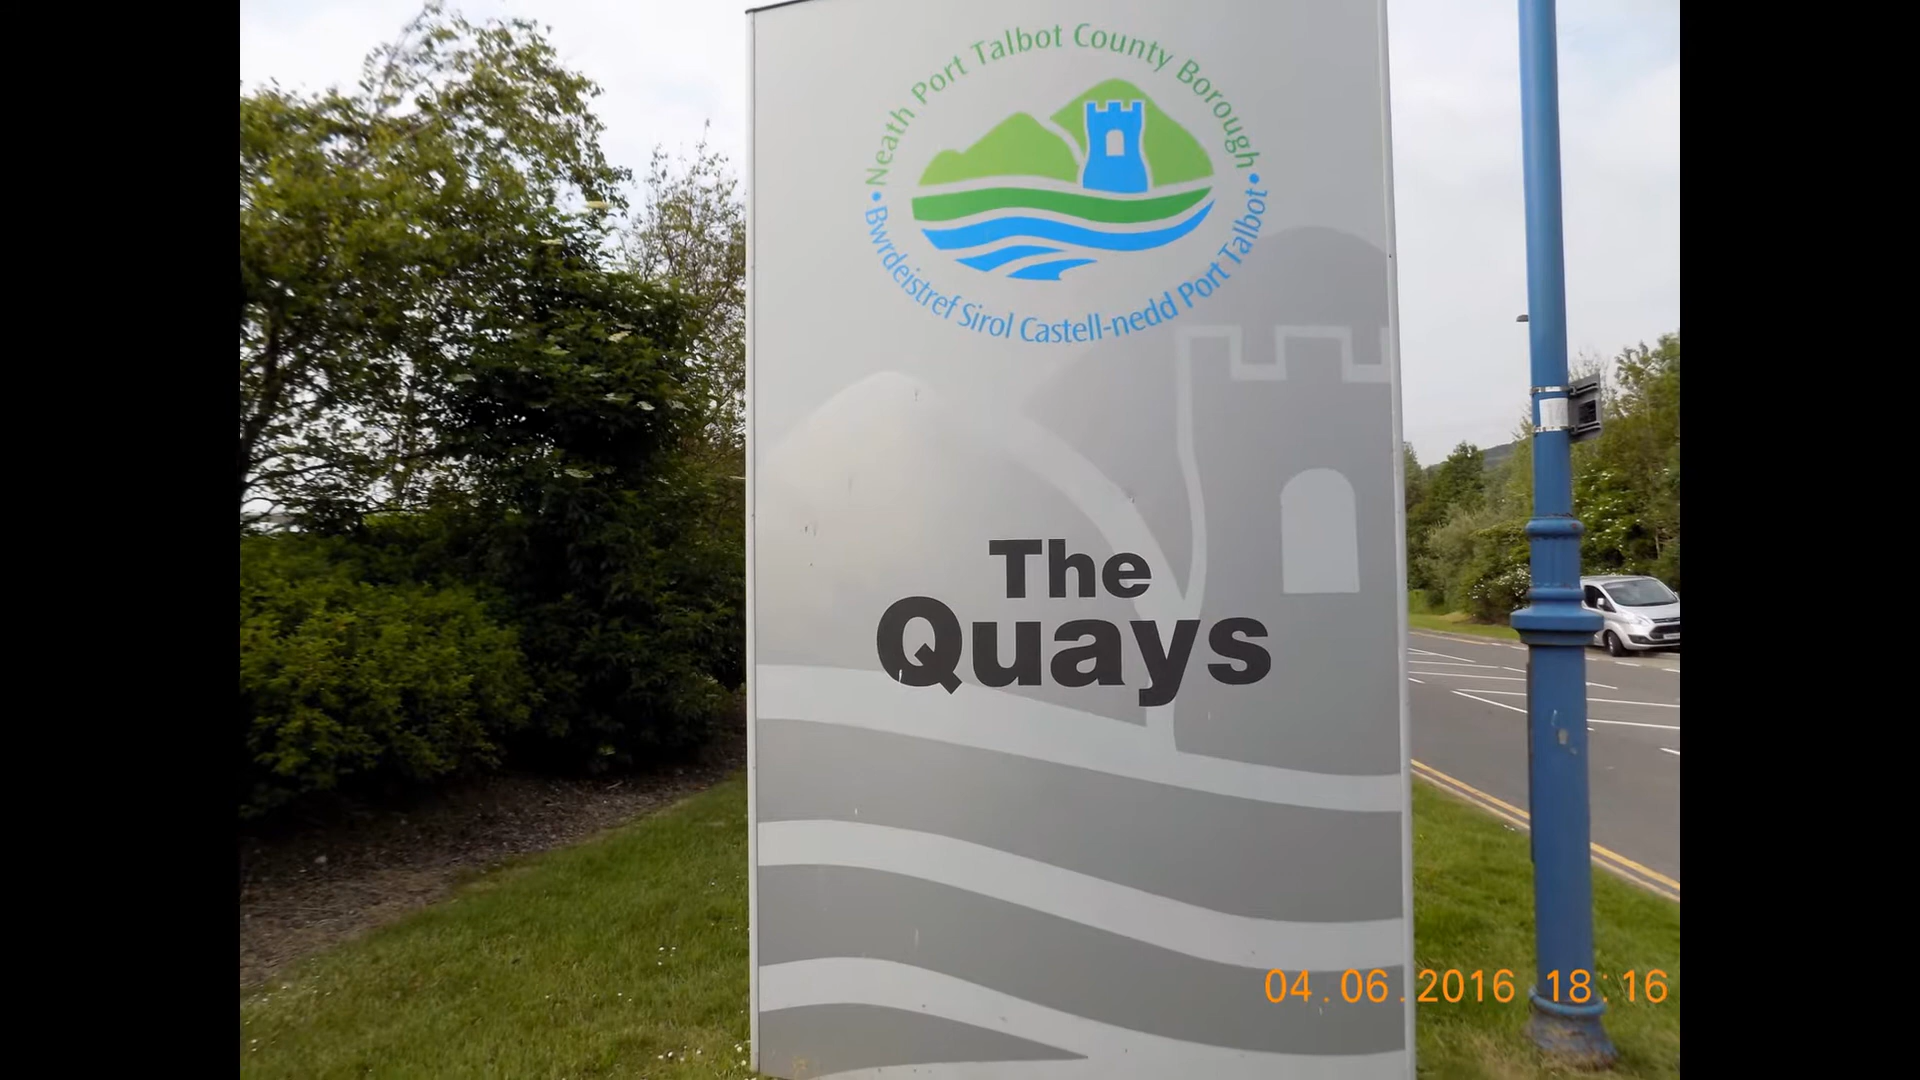 Neath Port Talbot County Borough
• Bwrdeistref Sirol Castell-nedd Port Talbot •
The
Quays
04.06.2016 18:16